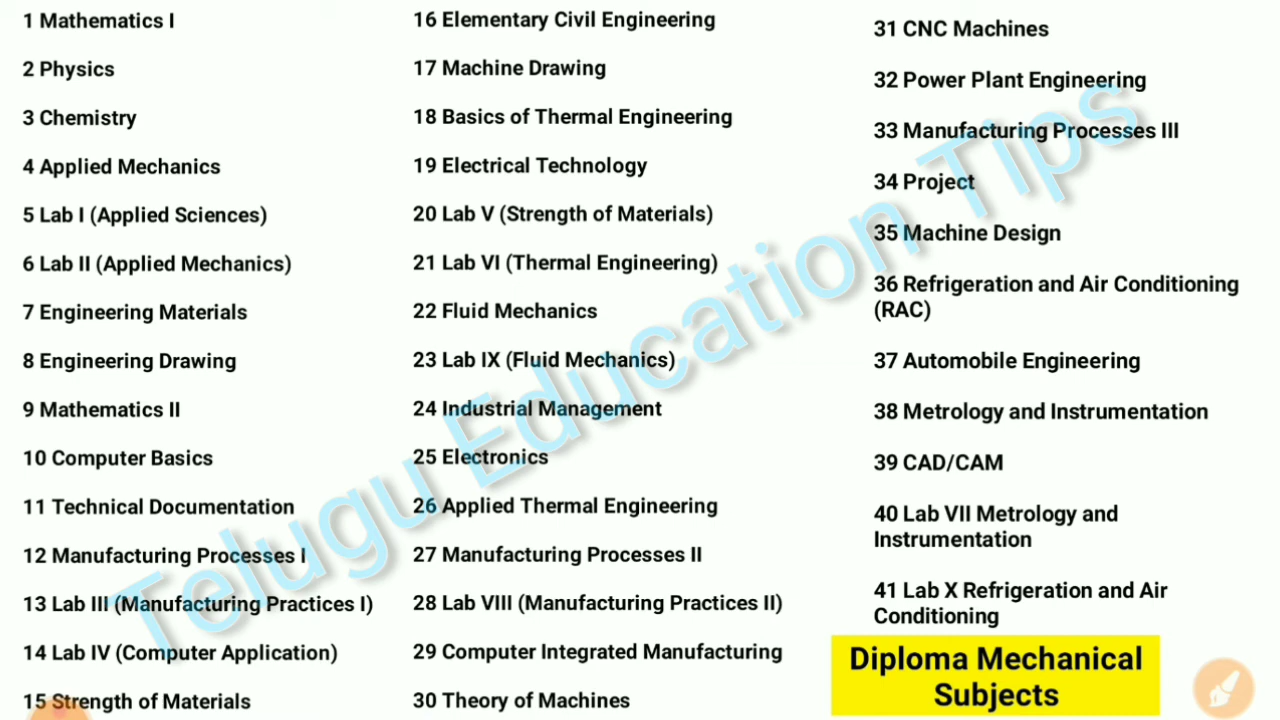 1 Mathematics I
2 Physics
3 Chemistry
4 Applied Mechanics
5 Lab I (Applied Sciences)
6 Lab II (Applied Mechanics)
7 Engineering Materials
8 Engineering Drawing
9 Mathematics II
10 Computer Basics
11 Technical Documentation
12 Manufacturing Processes I
13 Lab III (Manufacturing Practices I)
14 Lab IV (Computer Application)
15 Strength of Materials
16 Elementary Civil Engineering
17 Machine Drawing
18 Basics of Thermal Engineering
19 Electrical Technology
20 Lab V (Strength of Materials)
21 Lab VI (Thermal Engineering)
22 Fluid Mechanics
23 Lab IX (Fluid Mechanics)
24 Industrial Management
25 Electronics
26 Applied Thermal Engineering
27 Manufacturing Processes II
28 Lab VIII (Manufacturing Practices II)
29 Computer Integrated Manufacturing
30 Theory of Machines
31 CNC Machines
32 Power Plant Engineering
33 Manufacturing Processes III
34 Project
35 Machine Design
36 Refrigeration and Air Conditioning
(RAC)
37 Automobile Engineering
38 Metrology and Instrumentation
39 CAD/CAM
40 Lab VII Metrology and
Instrumentation
41 Lab X Refrigeration and Air
Conditioning
Diploma Mechanical
Subjects
Telugu Education Tips